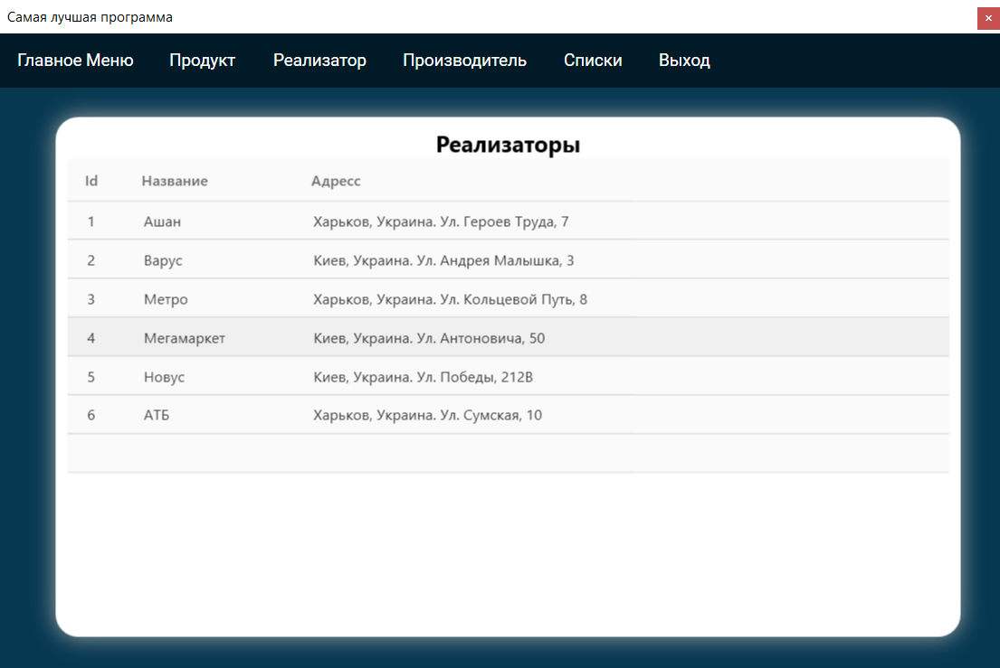 Самая лучшая программа
×
Главное Меню Продукт Реализатор Производитель Списки Выход
Реализаторы
Id Название Адресс
1 Ашан Харьков, Украина. Ул. Героев Труда, 7
2 Варус Киев, Украина. Ул. Андрея Малышка, 3
3 Метро Харьков, Украина. Ул. Кольцевой Путь, 8
4 Мегамаркет Киев, Украина. Ул. Антоновича, 50
5 Новус Киев, Украина. Ул. Победы, 212В
6 АТБ Харьков, Украина. Ул. Сумская, 10